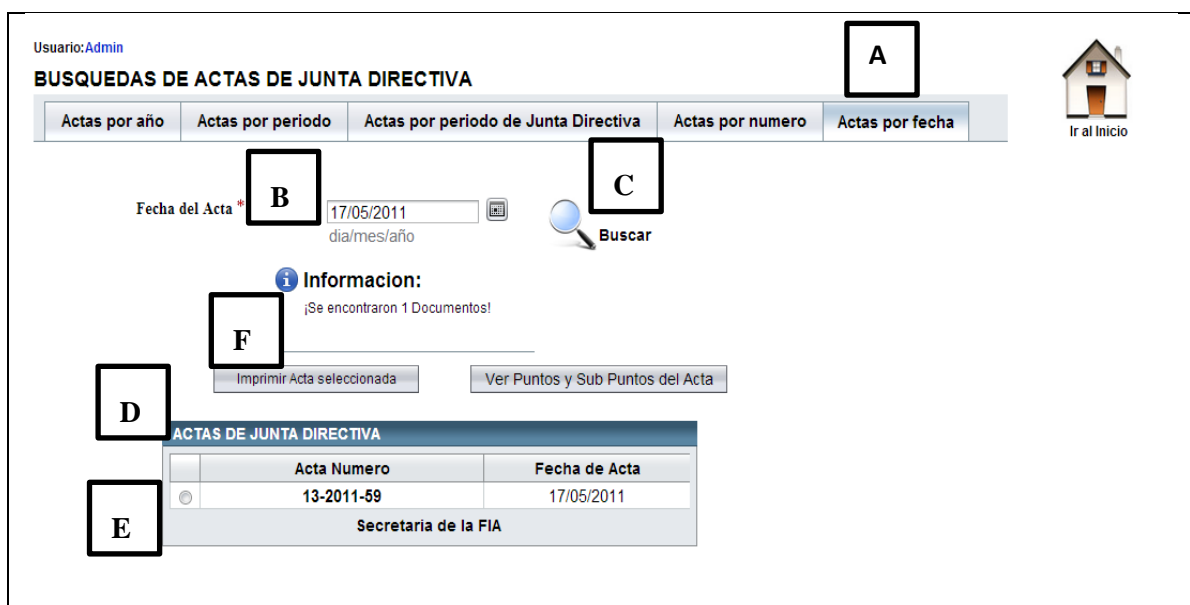 Usuario:Admin
A
BUSQUEDAS DE ACTAS DE JUNTA DIRECTIVA
Actas por año Actas por periodo Actas por periodo de Junta Directiva Actas por numero Actas por fecha
Ir al Inicio
B
C
Fecha del Acta *
17/05/2011
dia/mes/año
Buscar
Informacion:
¡Se encontraron 1 Documentos!
F
Imprimir Acta seleccionada Ver Puntos y Sub Puntos del Acta
D
ACTAS DE JUNTA DIRECTIVA
Acta Numero Fecha de Acta
13-2011-59 17/05/2011
E
Secretaria de la FIA